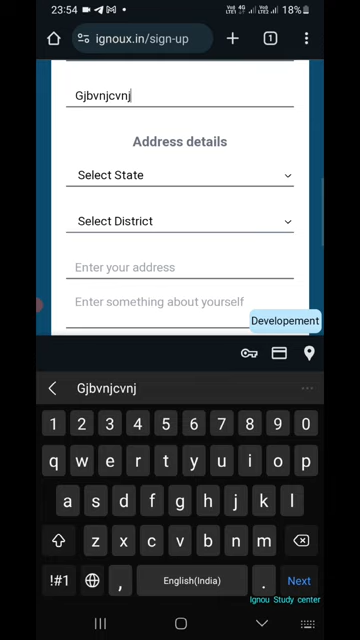 23:54
18%
ignoux.in/sign-up
1
Gjbvnjcvnj
Address details
Select State
Select District
Enter your address
Enter something about yourself
Developement
Gjbvnjcvnj
1 2 3 4 5 6 7 8 9 0
q w e r t y u i o p
a s d f g h j k l
z x c v b n m
!#1 , English(India) . Next
Ignou Study center